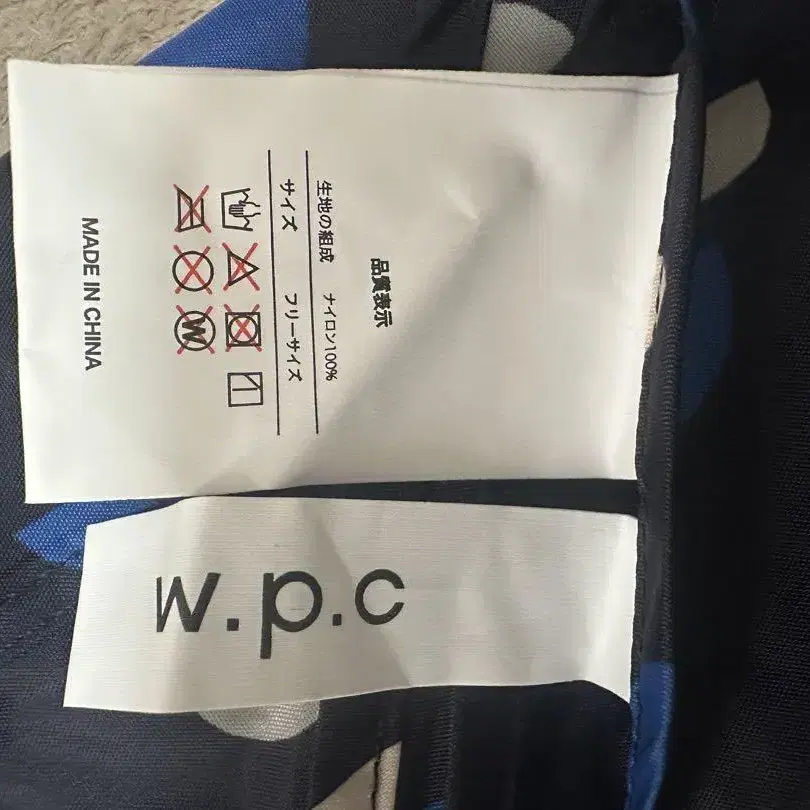 品質表示
生地の組成 ナイロン100%
サイズ フリーサイズ
W
MADE IN CHINA
w.p.c